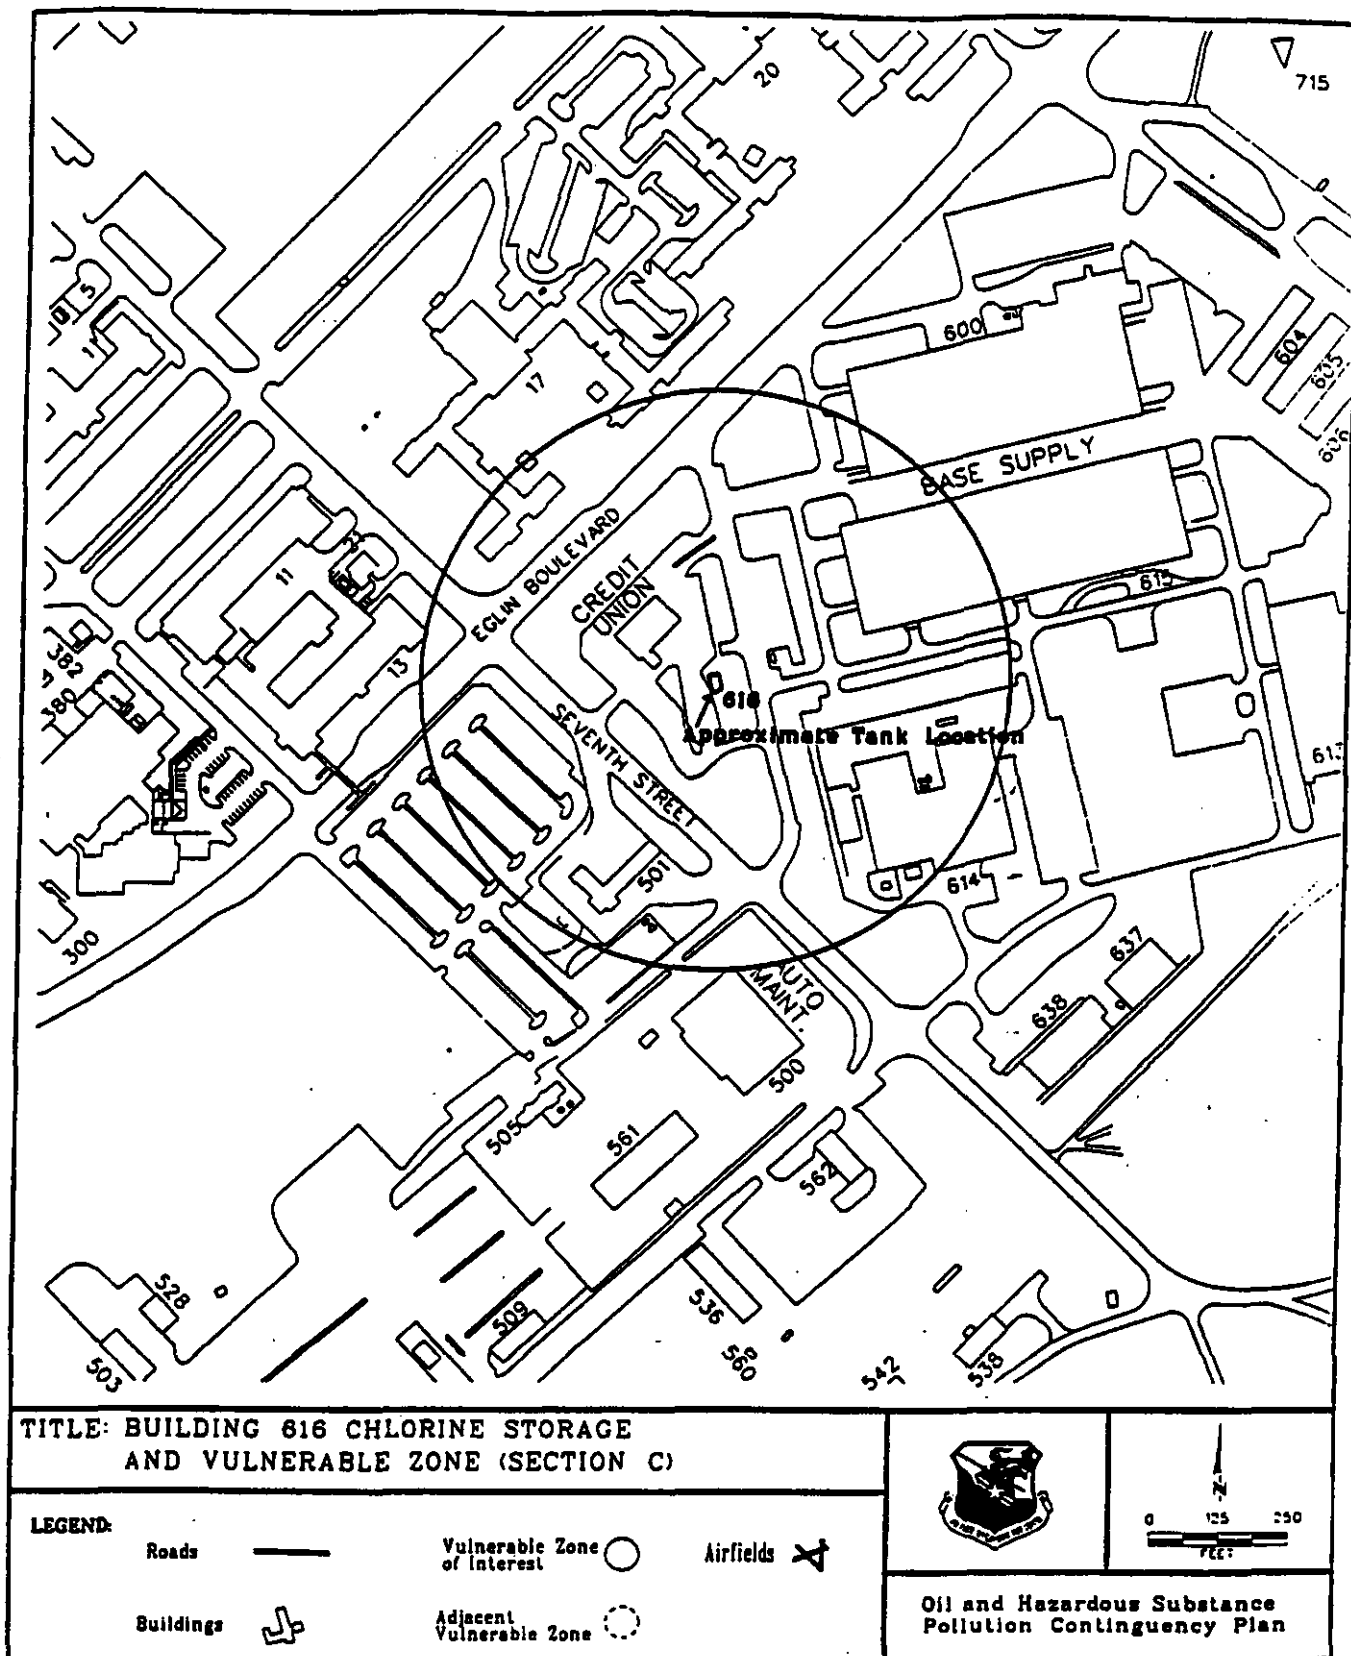 20
715
5
1
17
600
604
605
606
BASE SUPPLY
EGLIN BOULEVARD
CREDIT
UNION
11
13
615
382
380
616
Approximate Tank Location
SEVENTH STREET
613
501
614
300
637
638
AUTO
MAINT.
500
505
561
562
528
503
509
536
560
542
538
TITLE: BUILDING 616 CHLORINE STORAGE
AND VULNERABLE ZONE (SECTION C)
LEGEND:
Roads
Vulnerable Zone
of Interest
Airfields
Buildings
Adjacent
Vulnerable Zone
-N-
0 125 250
FEET
Oil and Hazardous Substance
Pollution Continguency Plan